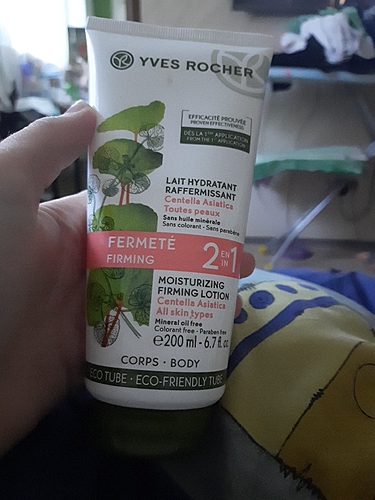 YVES ROCHER
EFFICACITÉ PROUVÉE
PROVEN EFFECTIVENESS
DÈS LA 1ÈRE APPLICATION
FROM THE 1ST APPLICATION
LAIT HYDRATANT
RAFFERMISSANT
Centella Asiatica
Toutes peaux
Sans huile minérale
Sans colorant - Sans parabène
FERMETÉ
FIRMING
2 EN IN 1
MOISTURIZING
FIRMING LOTION
Centella Asiatica
All skin types
Mineral oil free
Colorant free - Paraben free
℮200 ml - 6.7 fl. oz
CORPS · BODY
ECO TUBE · ECO-FRIENDLY TUBE